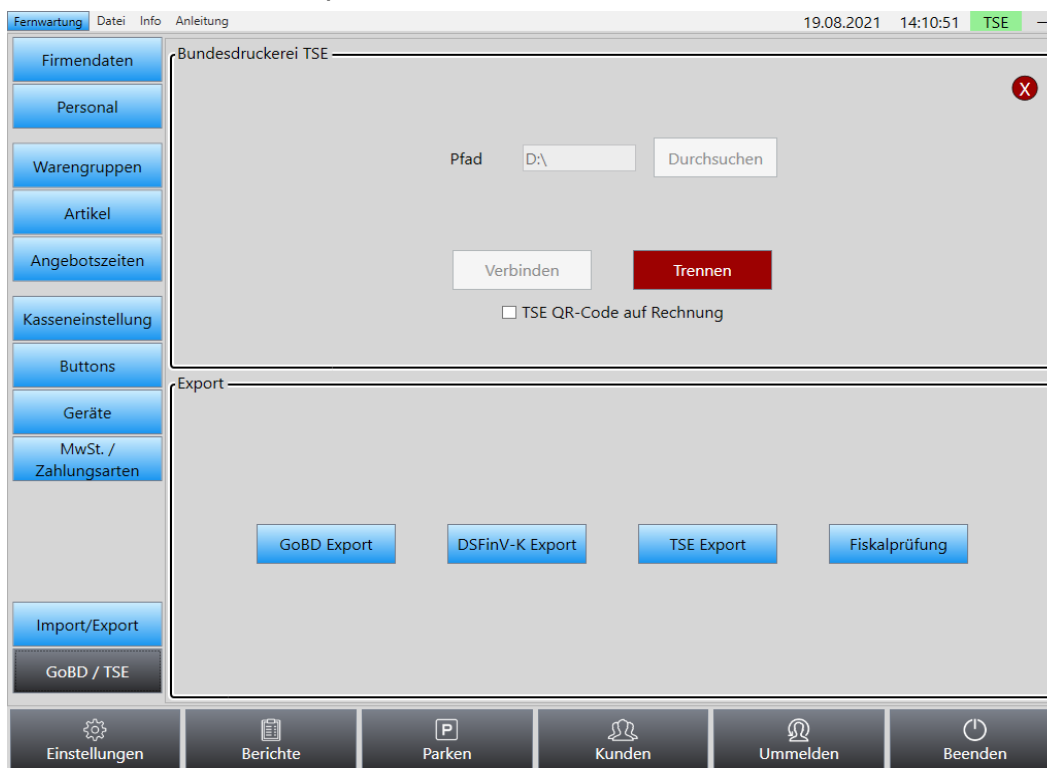 Fernwartung Datei Info Anleitung 19.08.2021 14:10:51 TSE
Firmendaten
Personal
Warengruppen
Artikel
Angebotszeiten
Kasseneinstellung
Buttons
Geräte
MwSt. /
Zahlungsarten
Import/Export
GoBD / TSE
Bundesdruckerei TSE
X
Pfad D:\ Durchsuchen
Verbinden Trennen
TSE QR-Code auf Rechnung
Export
GoBD Export DSFinV-K Export TSE Export Fiskalprüfung
Einstellungen Berichte Parken Kunden Ummelden Beenden